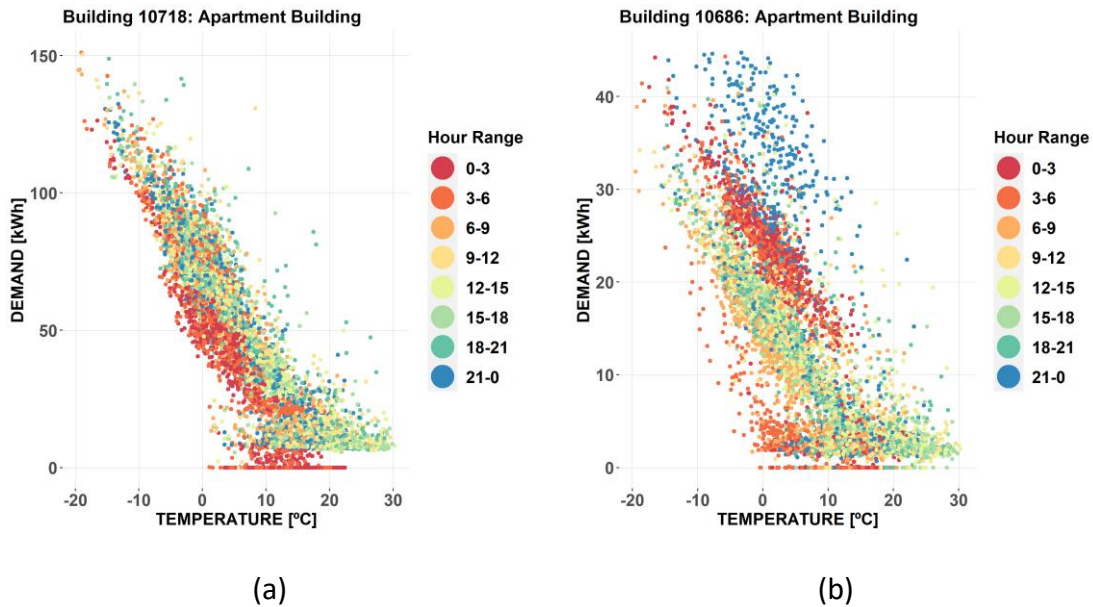 Building 10718: Apartment Building
150
100
50
0
DEMAND [kWh]
-20 -10 0 10 20 30
TEMPERATURE [ºC]
Hour Range
0-3
3-6
6-9
9-12
12-15
15-18
18-21
21-0
(a)
Building 10686: Apartment Building
40
30
20
10
0
DEMAND [kWh]
-20 -10 0 10 20 30
TEMPERATURE [ºC]
Hour Range
0-3
3-6
6-9
9-12
12-15
15-18
18-21
21-0
(b)